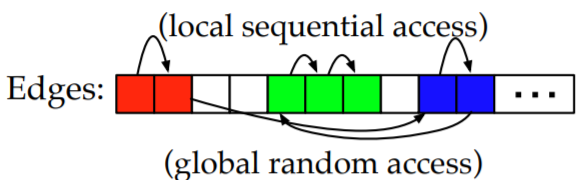 (local sequential access)
Edges:
...
(global random access)